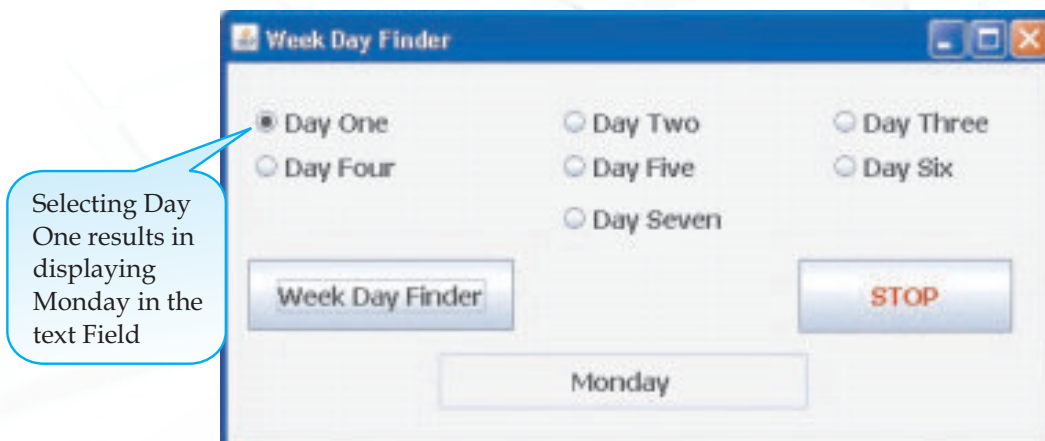 Week Day Finder
Day One Day Two Day Three
Day Four Day Five Day Six
Day Seven
Selecting Day
One results in
displaying
Monday in the
text Field
Week Day Finder STOP
Monday